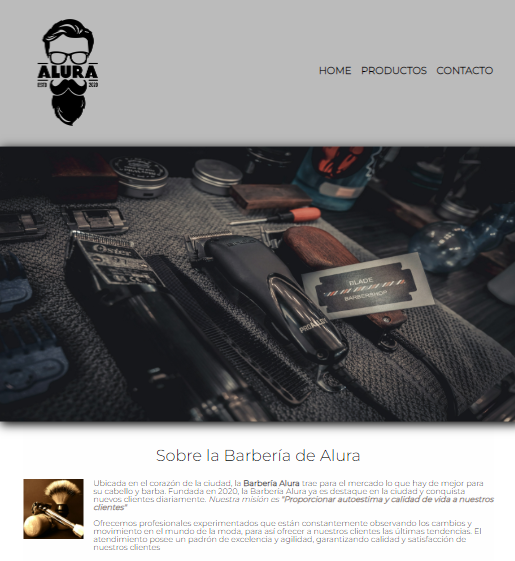 ALURA
ESTD 2020
HOME PRODUCTOS CONTACTO
Oster
BLADE
BARBERSHOP
Sobre la Barbería de Alura
Ubicada en el corazón de la ciudad, la Barbería Alura trae para el mercado lo que hay de mejor para
su cabello y barba. Fundada en 2020, la Barbería Alura ya es destaque en la ciudad y conquista
nuevos clientes diariamente. Nuestra misión es "Proporcionar autoestima y calidad de vida a nuestros
clientes"
Ofrecemos profesionales experimentados que están constantemente observando los cambios y
movimiento en el mundo de la moda, para así ofrecer a nuestros clientes las últimas tendencias. El
atendimiento posee un padrón de excelencia y agilidad, garantizando calidad y satisfacción de
nuestros clientes